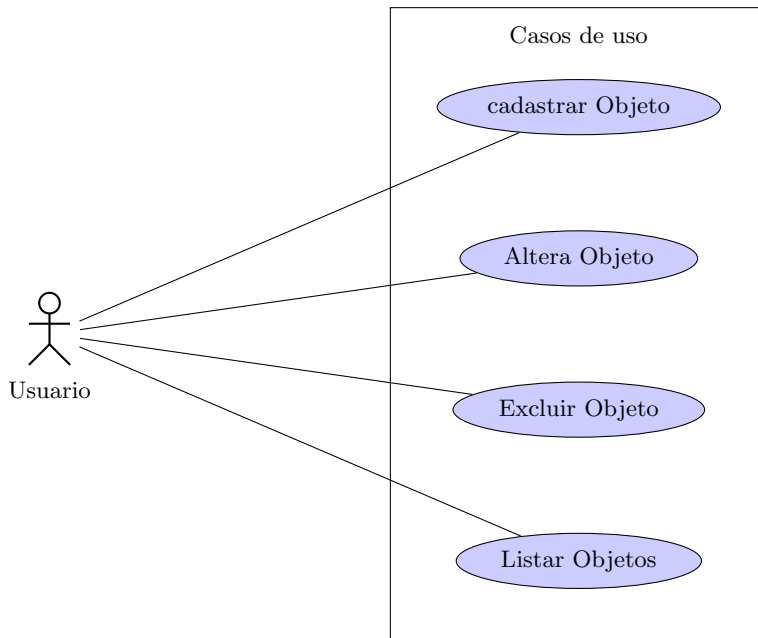 Casos de uso
cadastrar Objeto
Altera Objeto
Usuario
Excluir Objeto
Listar Objetos